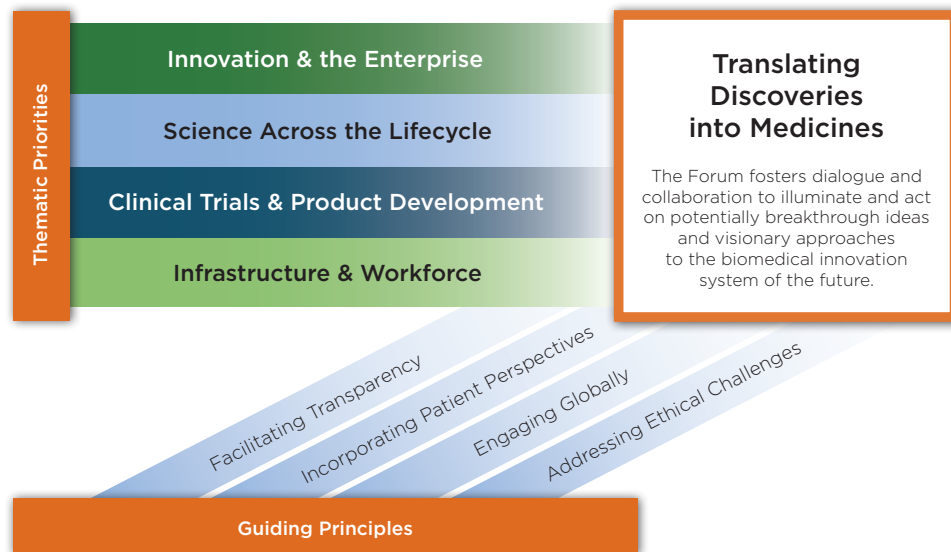 Thematic Priorities
Innovation & the Enterprise
Science Across the Lifecycle
Clinical Trials & Product Development
Infrastructure & Workforce
Translating
Discoveries
into Medicines
The Forum fosters dialogue and
collaboration to illuminate and act
on potentially breakthrough ideas
and visionary approaches
to the biomedical innovation
system of the future.
Facilitating Transparency
Incorporating Patient Perspectives
Engaging Globally
Addressing Ethical Challenges
Guiding Principles